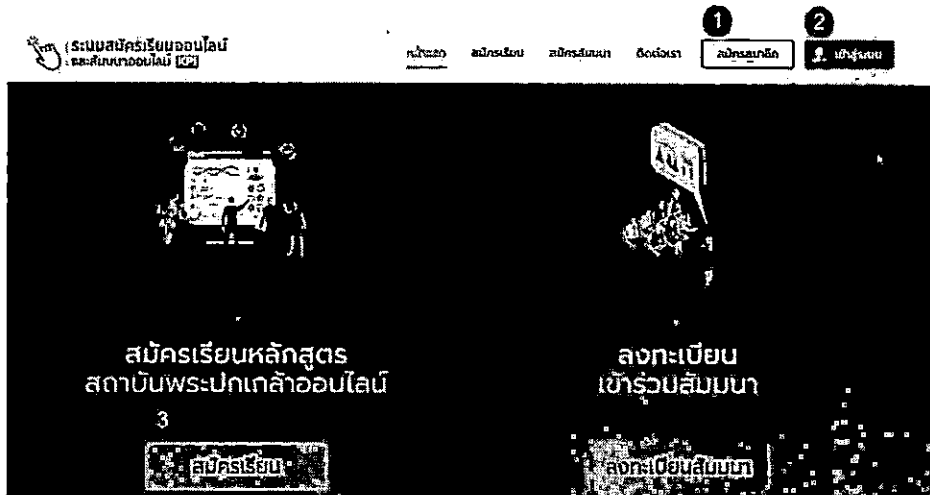 1 2
ระบบสมัครเรียนออนไลน์
และสัมมนาออนไลน์ KPI
หน้าแรก สมัครเรียน สมัครสัมมนา ติดต่อเรา สมัครสมาชิก เข้าสู่ระบบ
สมัครเรียนหลักสูตร
สถาบันพระปกเกล้าออนไลน์
ลงทะเบียน
เข้าร่วมสัมมนา
3
สมัครเรียน
ลงทะเบียนสัมมนา